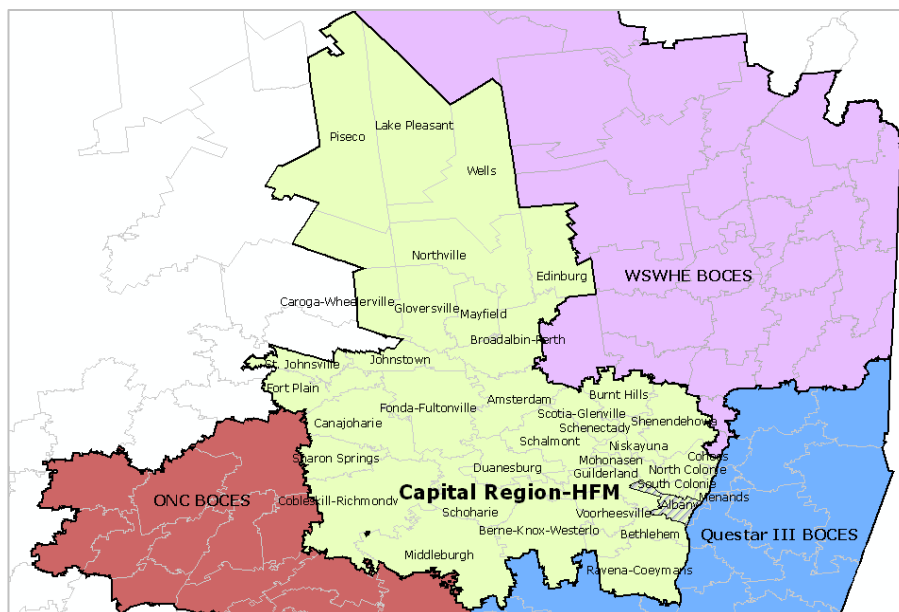 Lake Pleasant
Piseco
Wells
Northville
Edinburg
WSWHE BOCES
Caroga-Wheelerville
Gloversville
Mayfield
Broadalbin-Perth
Johnstown
St. Johnsville
Fort Plain
Burnt Hills
Amsterdam
Fonda-Fultonville
Scotia-Glenville
Canajoharie
Schenectady
Shenendehowa
Schalmont
Niskayuna
Sharon Springs
Mohonasen
Cohoes
Duanesburg
Guilderland
North Colonie
South Colonie
Capital Region-HFM
Menands
ONC BOCES
Cobleskill-Richmondv
Albany
Schoharie
Voorheesville
Berne-Knox-Westerlo
Bethlehem
Questar III BOCES
Middleburgh
Ravena-Coeymans